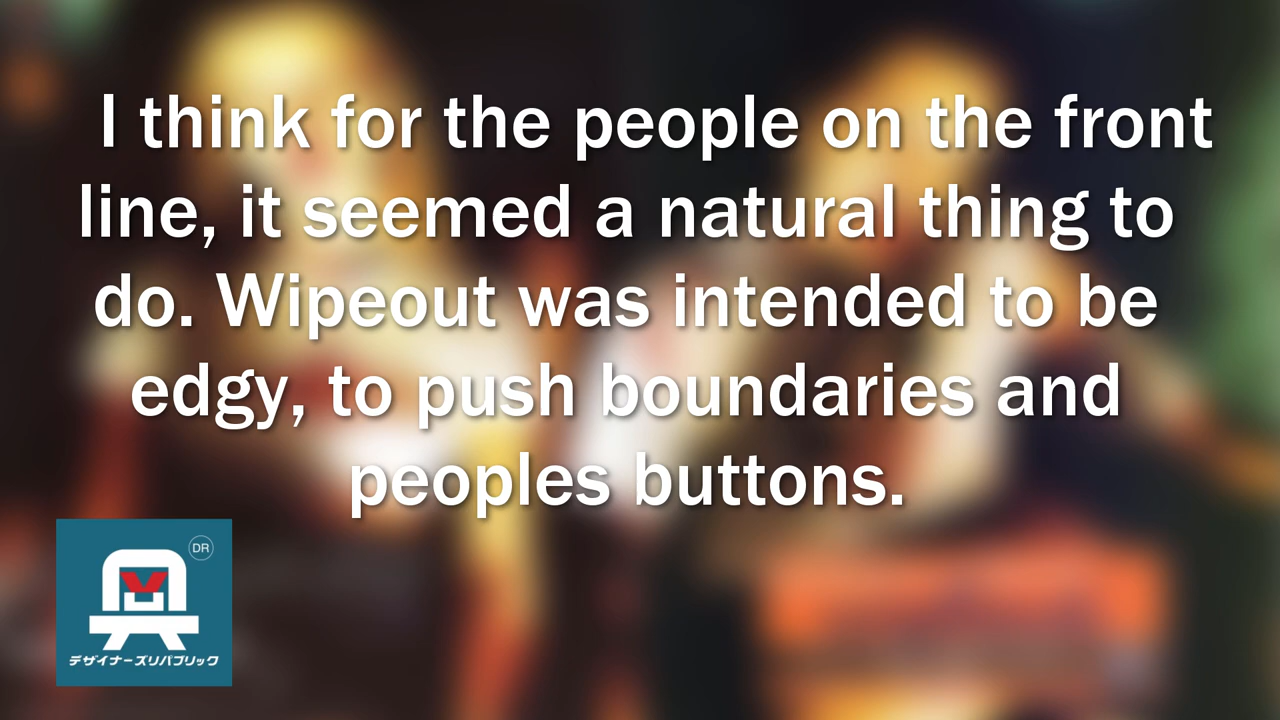 I think for the people on the front
line, it seemed a natural thing to
do. Wipeout was intended to be
edgy, to push boundaries and
peoples buttons.
DR
デザイナーズリパブリック